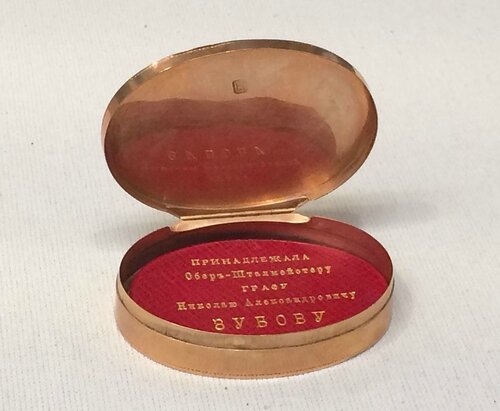 ПРИНАДЛЕЖАЛА
Оберъ-Шталмейстеру
ГРАФУ
Николаю Александровичу
ЗУБОВУ